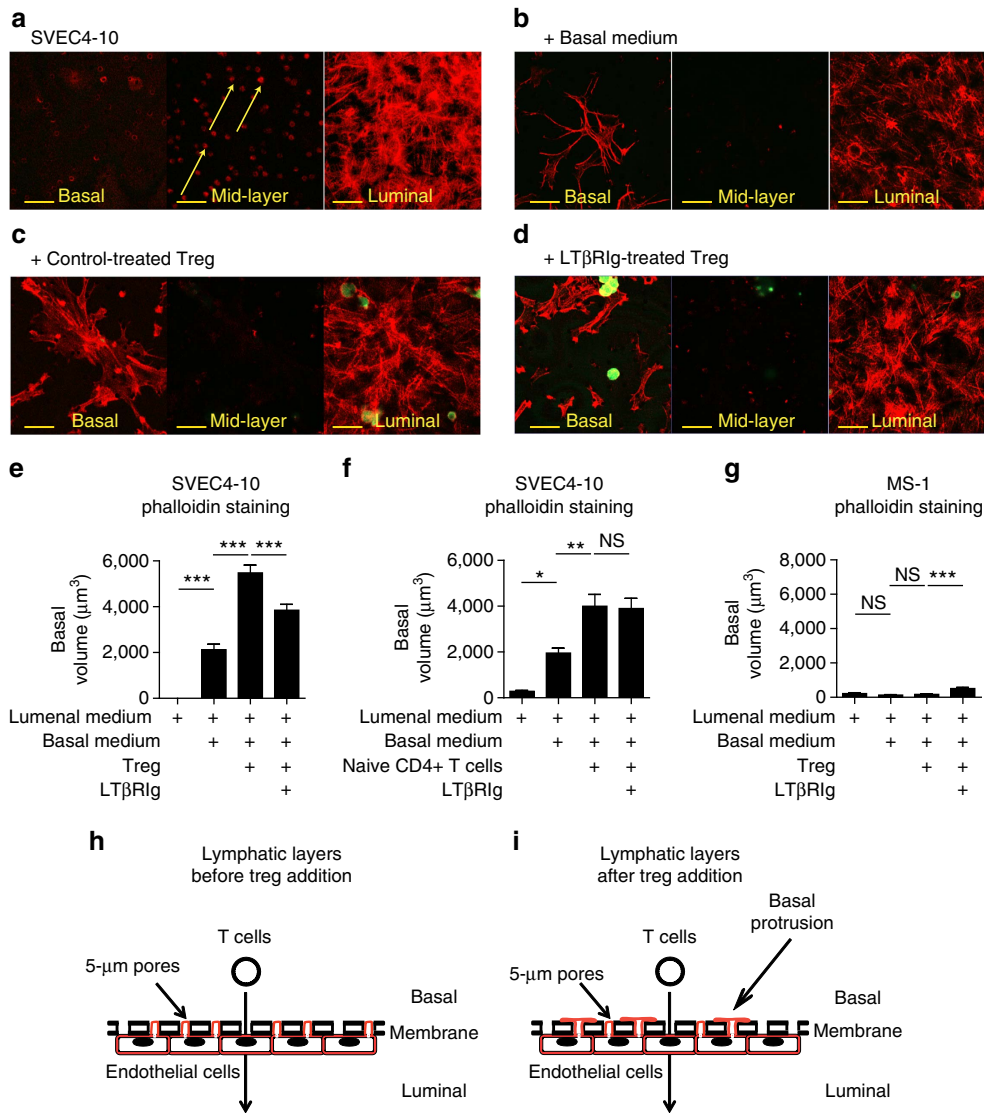 a
SVEC4-10
Basal
Mid-layer
Luminal
b
+ Basal medium
Basal
Mid-layer
Luminal
c
+ Control-treated Treg
Basal
Mid-layer
Luminal
d
+ LTβRIg-treated Treg
Basal
Mid-layer
Luminal
e
SVEC4-10
phalloidin staining
Basal
volume (μm³)
6,000
4,000
2,000
0
***
***
***
Lumenal medium + + + +
Basal medium + + +
Treg + +
LTβRIg +
f
SVEC4-10
phalloidin staining
Basal
volume (μm³)
6,000
4,000
2,000
0
*
**
NS
Lumenal medium + + + +
Basal medium + + +
Naive CD4+ T cells + +
LTβRIg +
g
MS-1
phalloidin staining
Basal
volume (μm³)
8,000
6,000
4,000
2,000
0
NS
NS
***
Lumenal medium + + + +
Basal medium + + +
Treg + +
LTβRIg +
h
Lymphatic layers
before treg addition
T cells
5-μm pores
Basal
Membrane
Endothelial cells
Luminal
i
Lymphatic layers
after treg addition
Basal
protrusion
T cells
5-μm pores
Basal
Membrane
Endothelial cells
Luminal